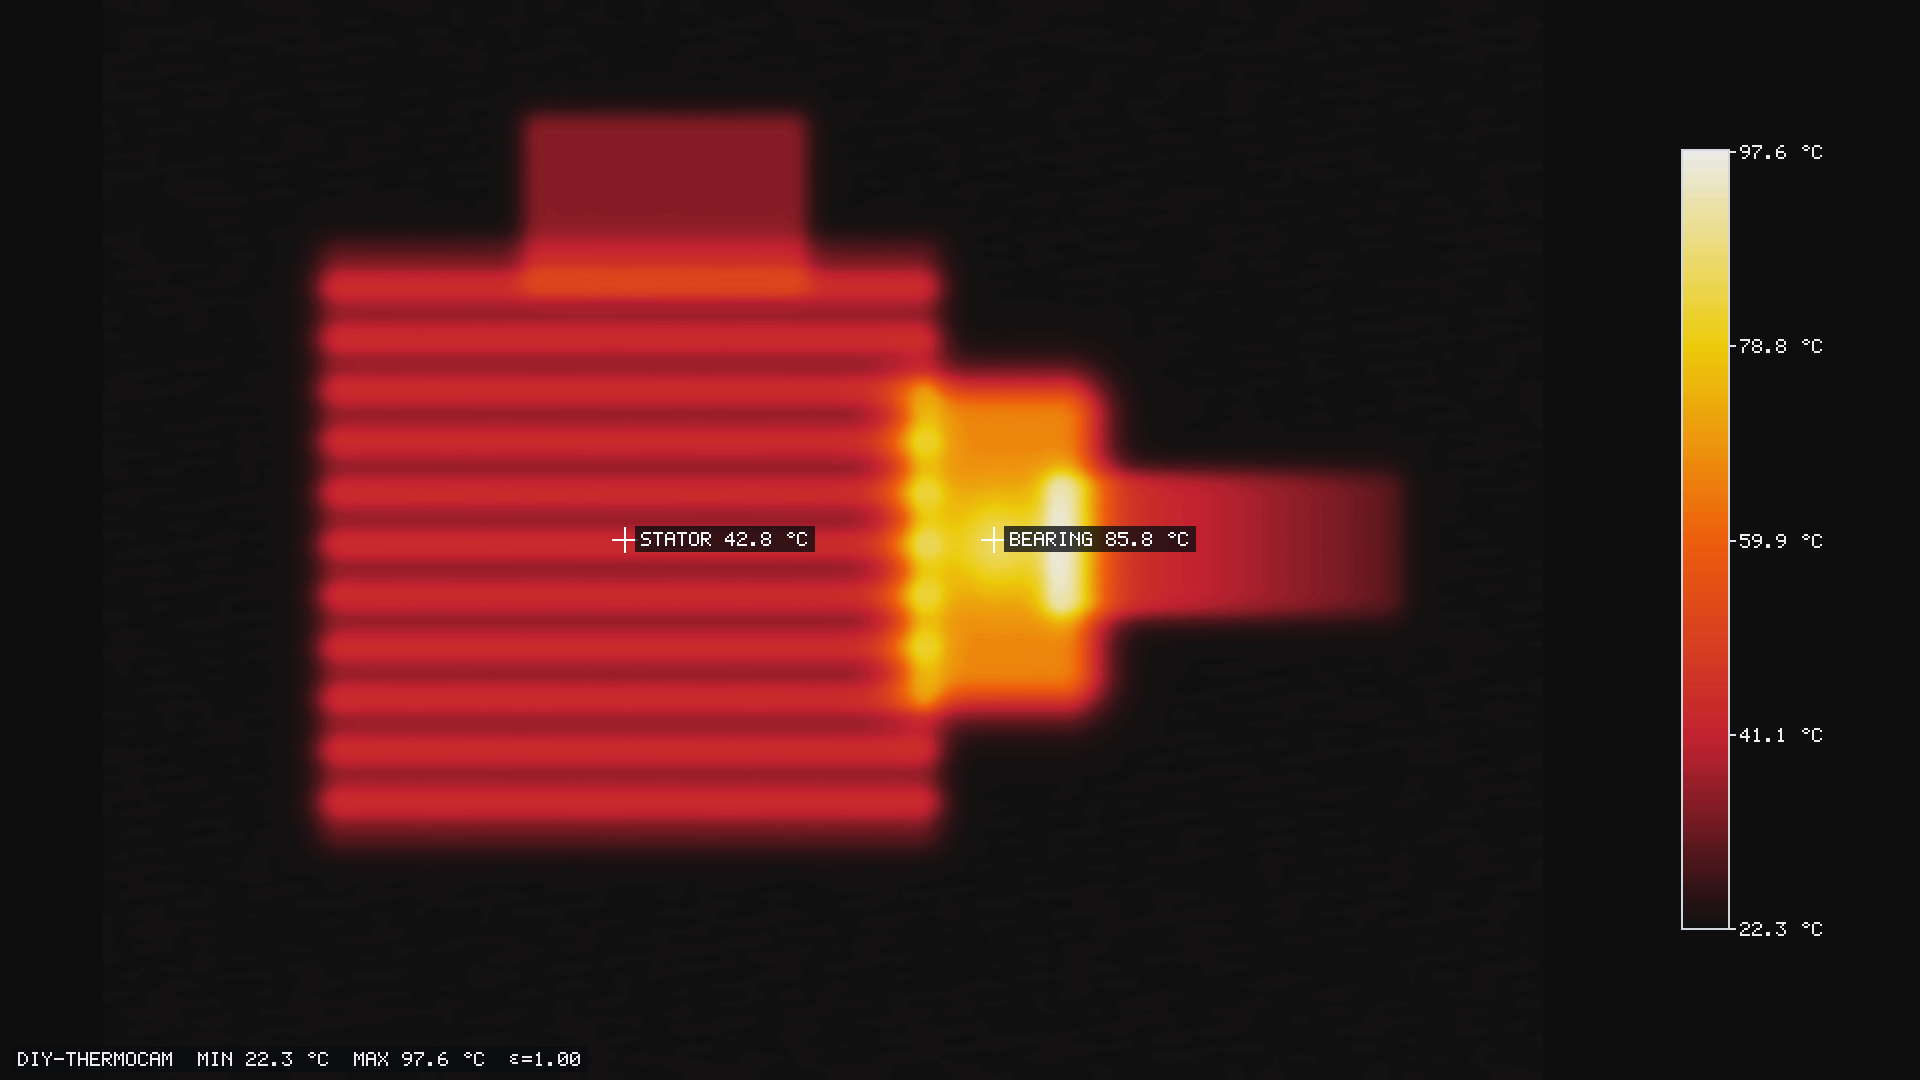 97.6 °C
78.8 °C
STATOR 42.8 °C
BEARING 85.8 °C
59.9 °C
41.1 °C
22.3 °C
DIY-THERMOCAM  MIN 22.3 °C  MAX 97.6 °C  ε=1.00